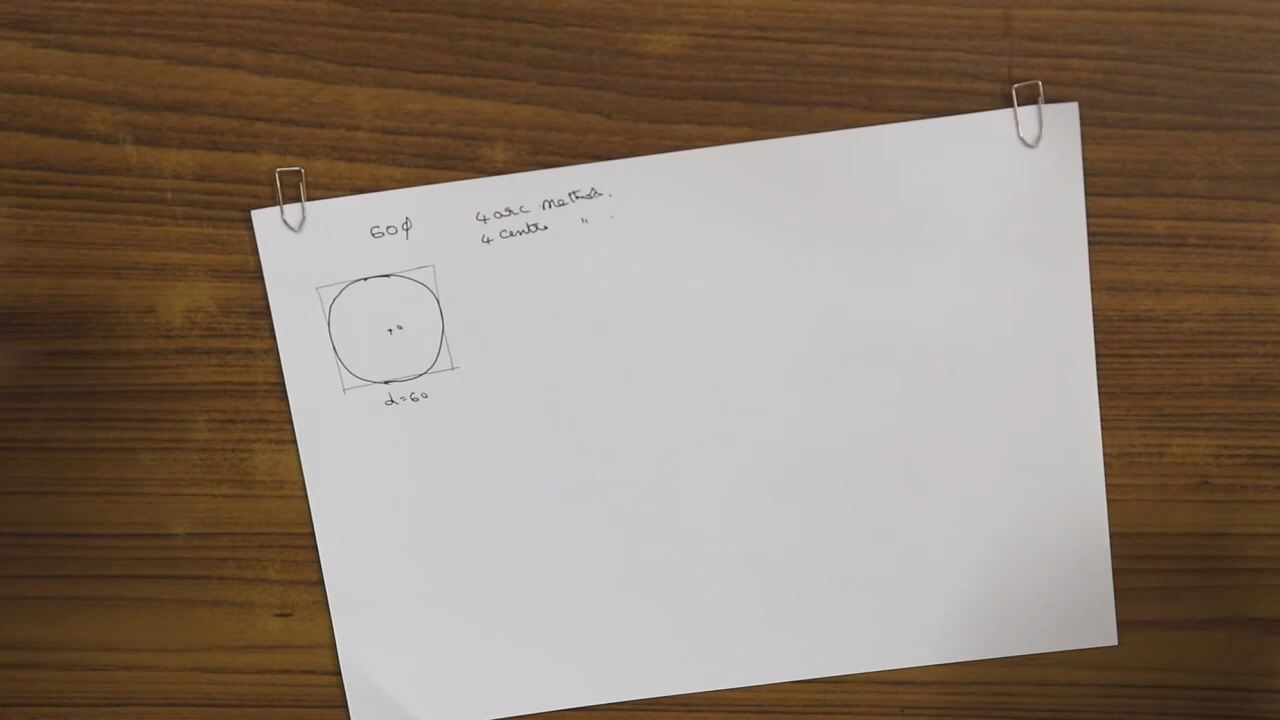 60φ
4 arc method.
4 centre "
+ o
d=60